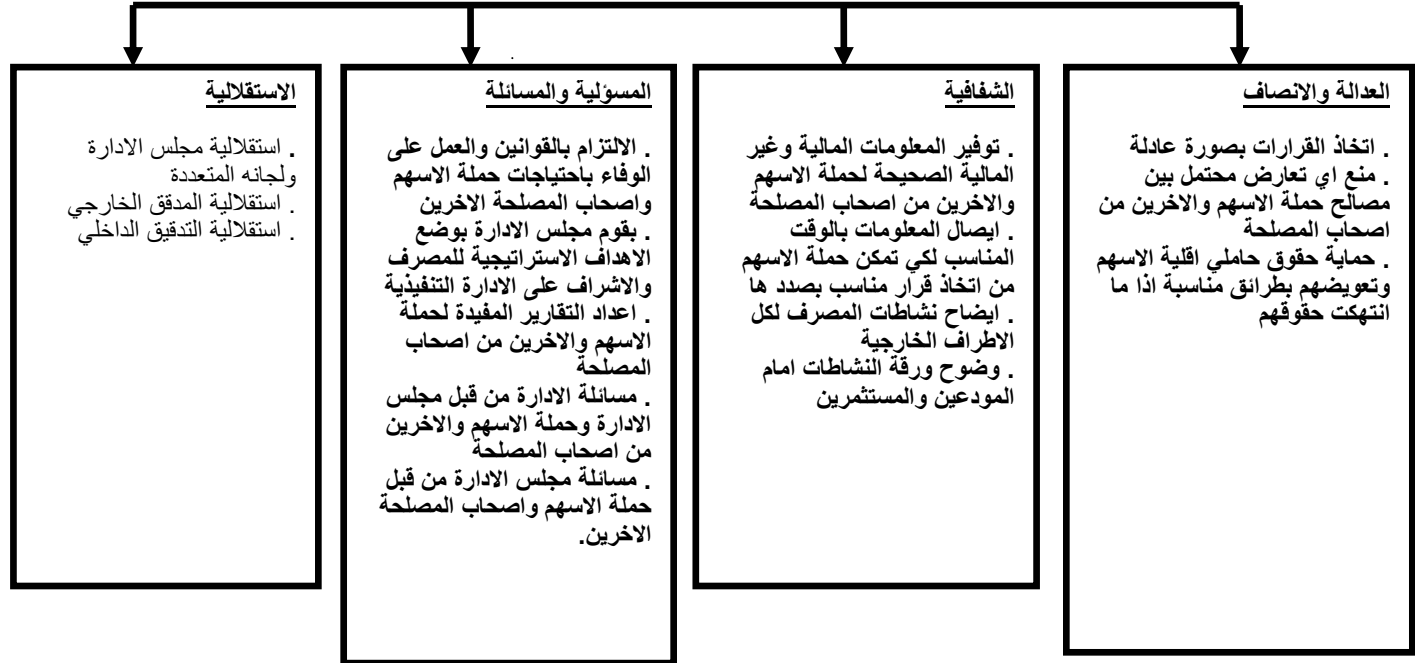 العدالة والانصاف
. اتخاذ القرارات بصورة عادلة
. منع اي تعارض محتمل بين
مصالح حملة الاسهم والاخرين من
اصحاب المصلحة
. حماية حقوق حاملي اقلية الاسهم
وتعويضهم بطرائق مناسبة اذا ما
انتهكت حقوقهم
الشفافية
. توفير المعلومات المالية وغير
المالية الصحيحة لحملة الاسهم
والاخرين من اصحاب المصلحة
. ايصال المعلومات بالوقت
المناسب لكي تمكن حملة الاسهم
من اتخاذ قرار مناسب بصدد ها
. ايضاح نشاطات المصرف لكل
الاطراف الخارجية
. وضوح ورقة النشاطات امام
المودعين والمستثمرين
المسؤلية والمسائلة
. الالتزام بالقوانين والعمل على
الوفاء باحتياجات حملة الاسهم
واصحاب المصلحة الاخرين
. بقوم مجلس الادارة بوضع
الاهداف الاستراتيجية للمصرف
والاشراف على الادارة التنفيذية
. اعداد التقارير المفيدة لحملة
الاسهم والاخرين من اصحاب
المصلحة
. مسائلة الادارة من قبل مجلس
الادارة وحملة الاسهم والاخرين
من اصحاب المصلحة
. مسائلة مجلس الادارة من قبل
حملة الاسهم واصحاب المصلحة
الاخرين.
الاستقلالية
. استقلالية مجلس الادارة
ولجانه المتعددة
. استقلالية المدقق الخارجي
. استقلالية التدقيق الداخلي